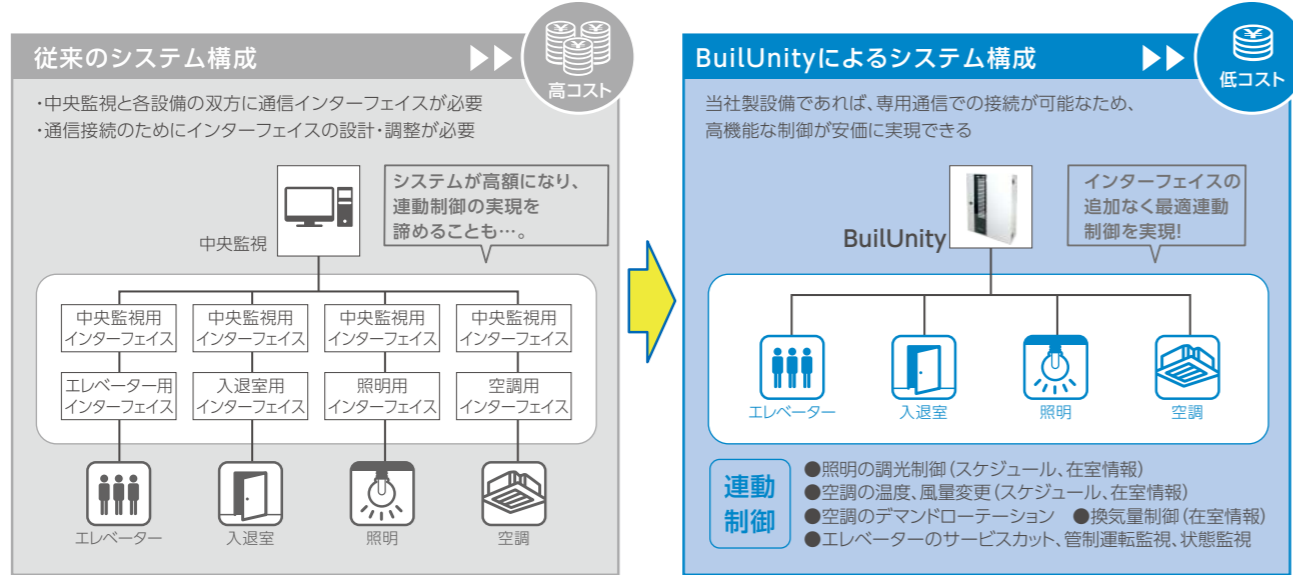 従来のシステム構成
高コスト
・中央監視と各設備の双方に通信インターフェイスが必要
・通信接続のためにインターフェイスの設計・調整が必要
中央監視
システムが高額になり、
連動制御の実現を
諦めることも…。
中央監視用
インターフェイス
中央監視用
インターフェイス
中央監視用
インターフェイス
中央監視用
インターフェイス
エレベーター用
インターフェイス
入退室用
インターフェイス
照明用
インターフェイス
空調用
インターフェイス
エレベーター
入退室
照明
空調
BuilUnityによるシステム構成
低コスト
当社製設備であれば、専用通信での接続が可能なため、
高機能な制御が安価に実現できる
BuilUnity
インターフェイスの
追加なく最適連動
制御を実現!
エレベーター
入退室
照明
空調
連動
制御
●照明の調光制御(スケジュール、在室情報)
●空調の温度、風量変更(スケジュール、在室情報)
●空調のデマンドローテーション ●換気量制御(在室情報)
●エレベーターのサービスカット、管制運転監視、状態監視